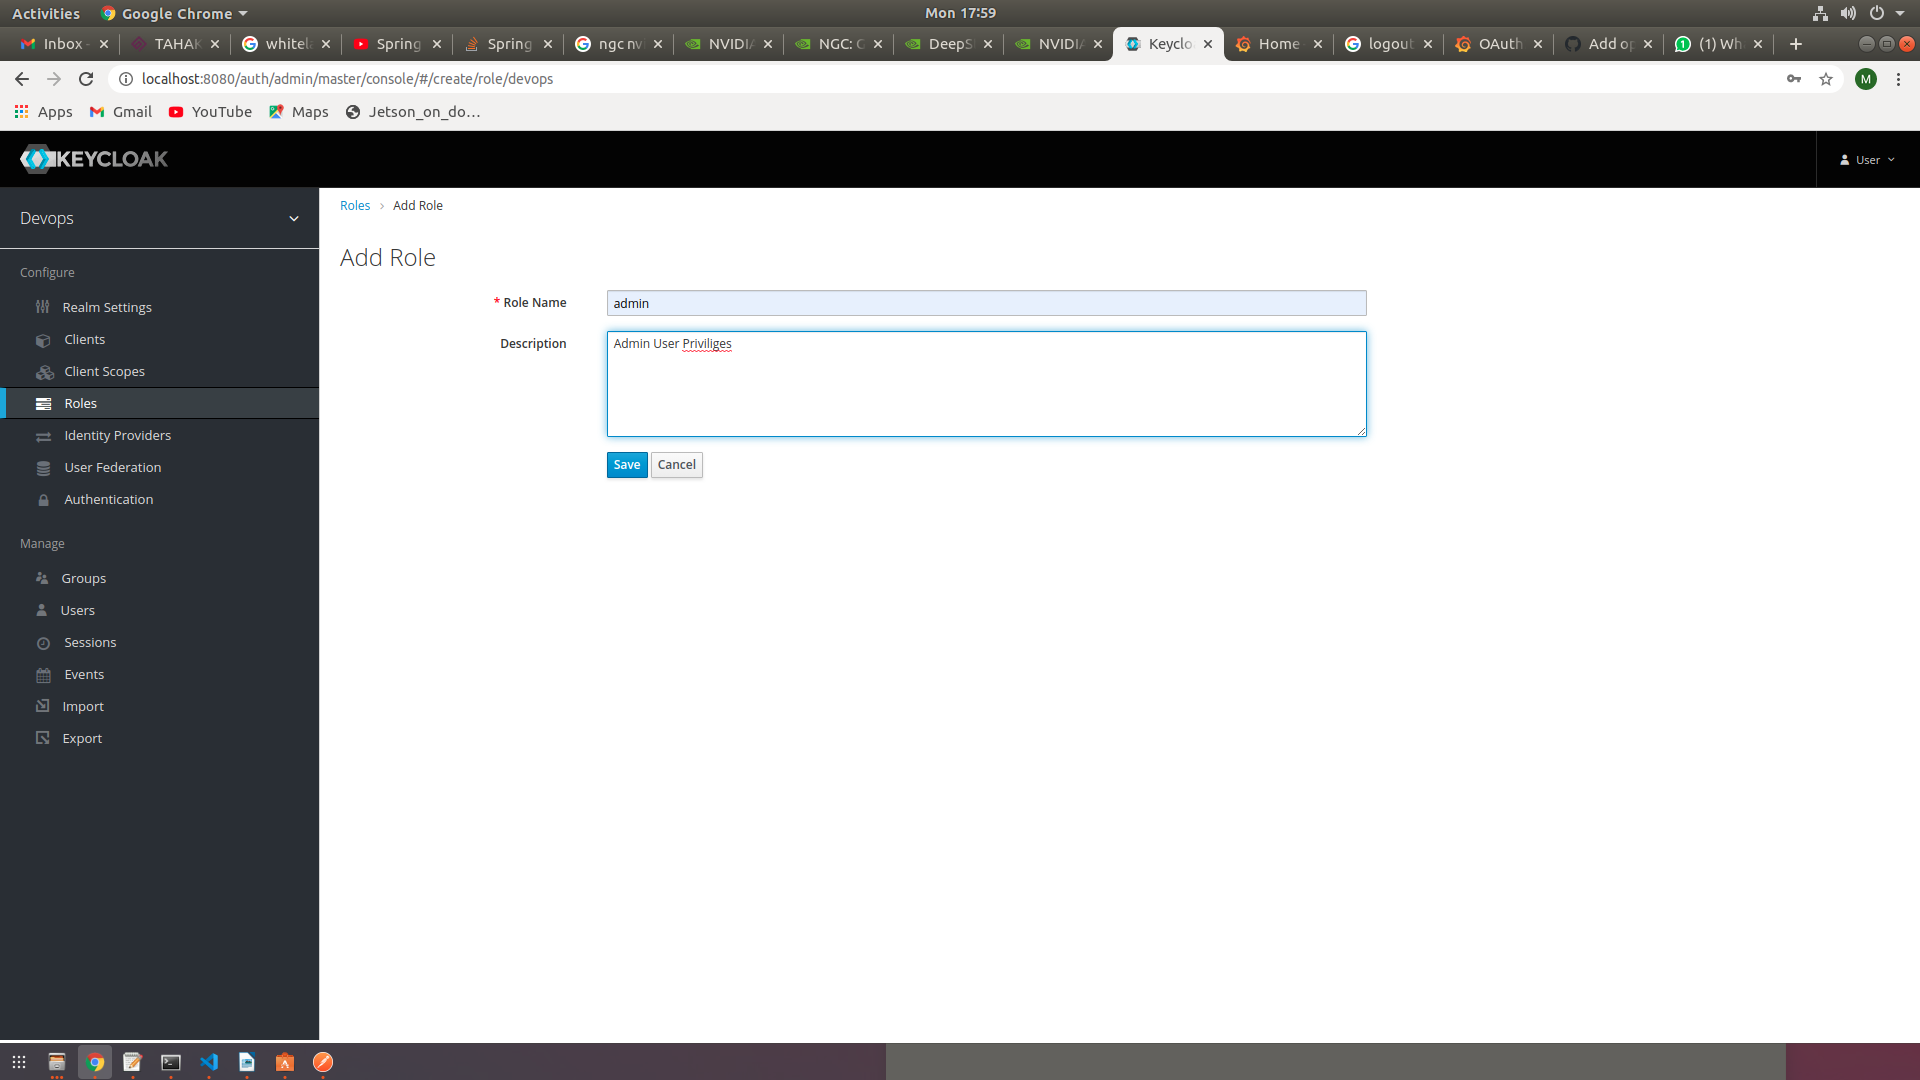 Activities Google Chrome Mon 17:59
Inbox - TAHAK whitela Spring Spring ngc nvi NVIDIA NGC: C DeepS NVIDIA Keyclo Home logout OAuth Add op (1) Wh
localhost:8080/auth/admin/master/console/#/create/role/devops M
Apps Gmail YouTube Maps Jetson_on_do...
KEYCLOAK User
Devops
Roles > Add Role
Add Role
Configure
Realm Settings
Clients
Client Scopes
Roles
Identity Providers
User Federation
Authentication
Manage
Groups
Users
Sessions
Events
Import
Export
* Role Name admin
Description Admin User Priviliges
Save Cancel